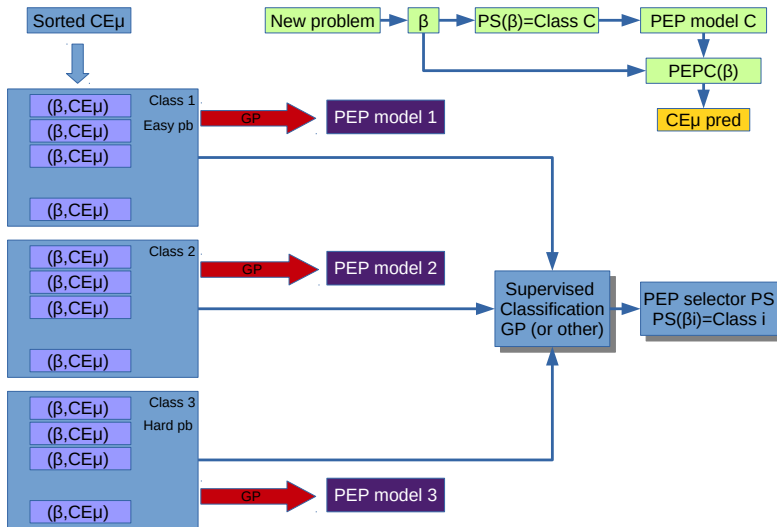 Sorted CEμ
New problem
β
PS(β)=Class C
PEP model C
PEPC(β)
CEμ pred
Class 1
(β,CEμ)
Easy pb
(β,CEμ)
(β,CEμ)
(β,CEμ)
GP
PEP model 1
Class 2
(β,CEμ)
(β,CEμ)
(β,CEμ)
(β,CEμ)
GP
PEP model 2
Supervised
Classification
GP (or other)
PEP selector PS
PS(βi)=Class i
Class 3
(β,CEμ)
Hard pb
(β,CEμ)
(β,CEμ)
(β,CEμ)
GP
PEP model 3